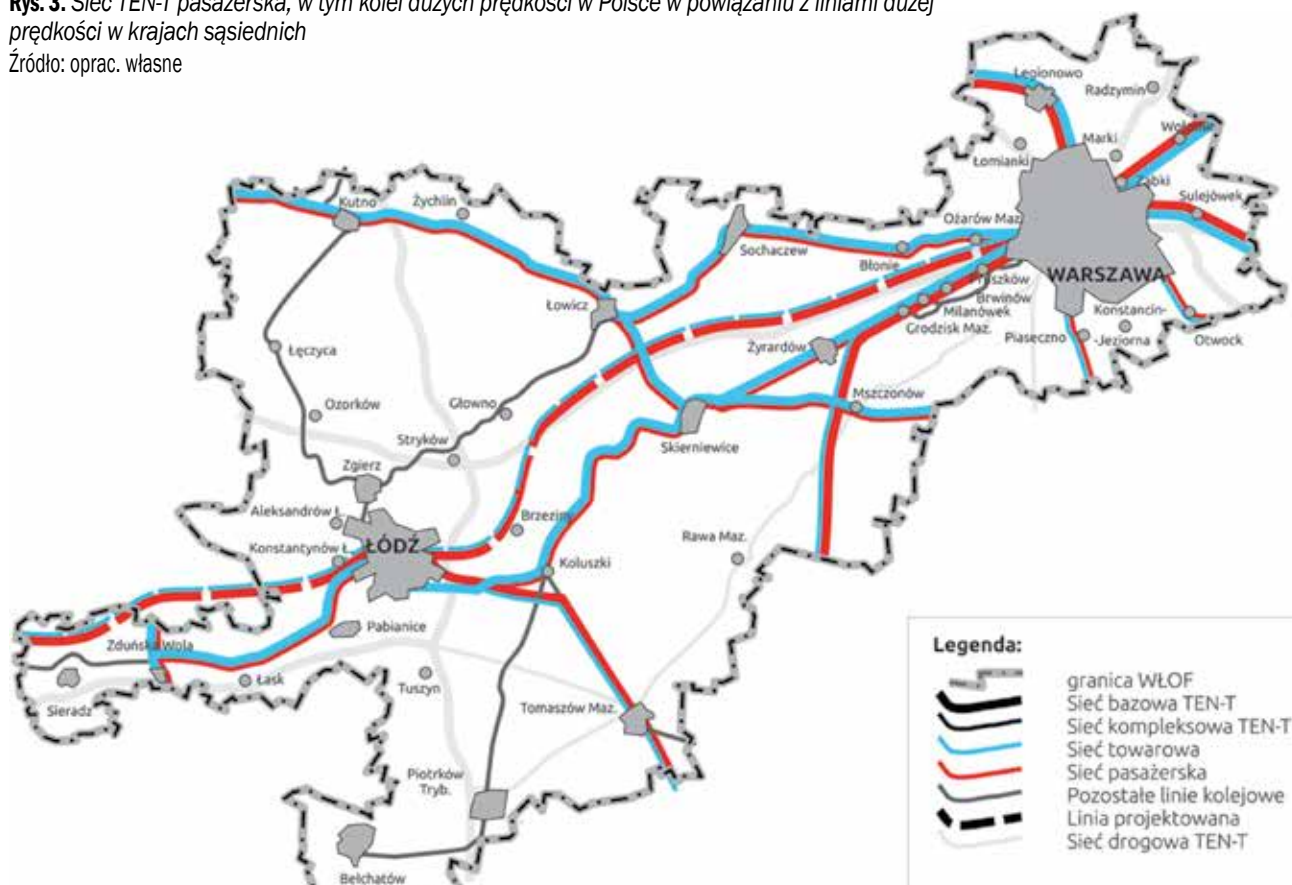 Rys. 3. Sieć TEN-T pasażerska, w tym kolei dużych prędkości w Polsce w powiązaniu z liniami dużej
prędkości w krajach sąsiednich
Źródło: oprac. własne
Legionowo
Radzymin
Marki
Wołomin
Łomianki
Ząbki
Sulejówek
Kutno
Żychlin
Ożarów Maz.
Sochaczew
Błonie
WARSZAWA
Pruszków
Łowicz
Brwinów
Milanówek
Grodzisk Maz.
Konstancin-
-Jeziorna
Piaseczno
Otwock
Łęczyca
Żyrardów
Mszczonów
Ozorków
Głowno
Stryków
Skierniewice
Zgierz
Aleksandrów Ł.
Brzeziny
Konstantynów Ł.
ŁÓDŹ
Rawa Maz.
Koluszki
Pabianice
Zduńska Wola
Łask
Tuszyn
Sieradz
Tomaszów Maz.
Piotrków
Tryb.
Bełchatów
Legenda:
granica WŁOF
Sieć bazowa TEN-T
Sieć kompleksowa TEN-T
Sieć towarowa
Sieć pasażerska
Pozostałe linie kolejowe
Linia projektowana
Sieć drogowa TEN-T